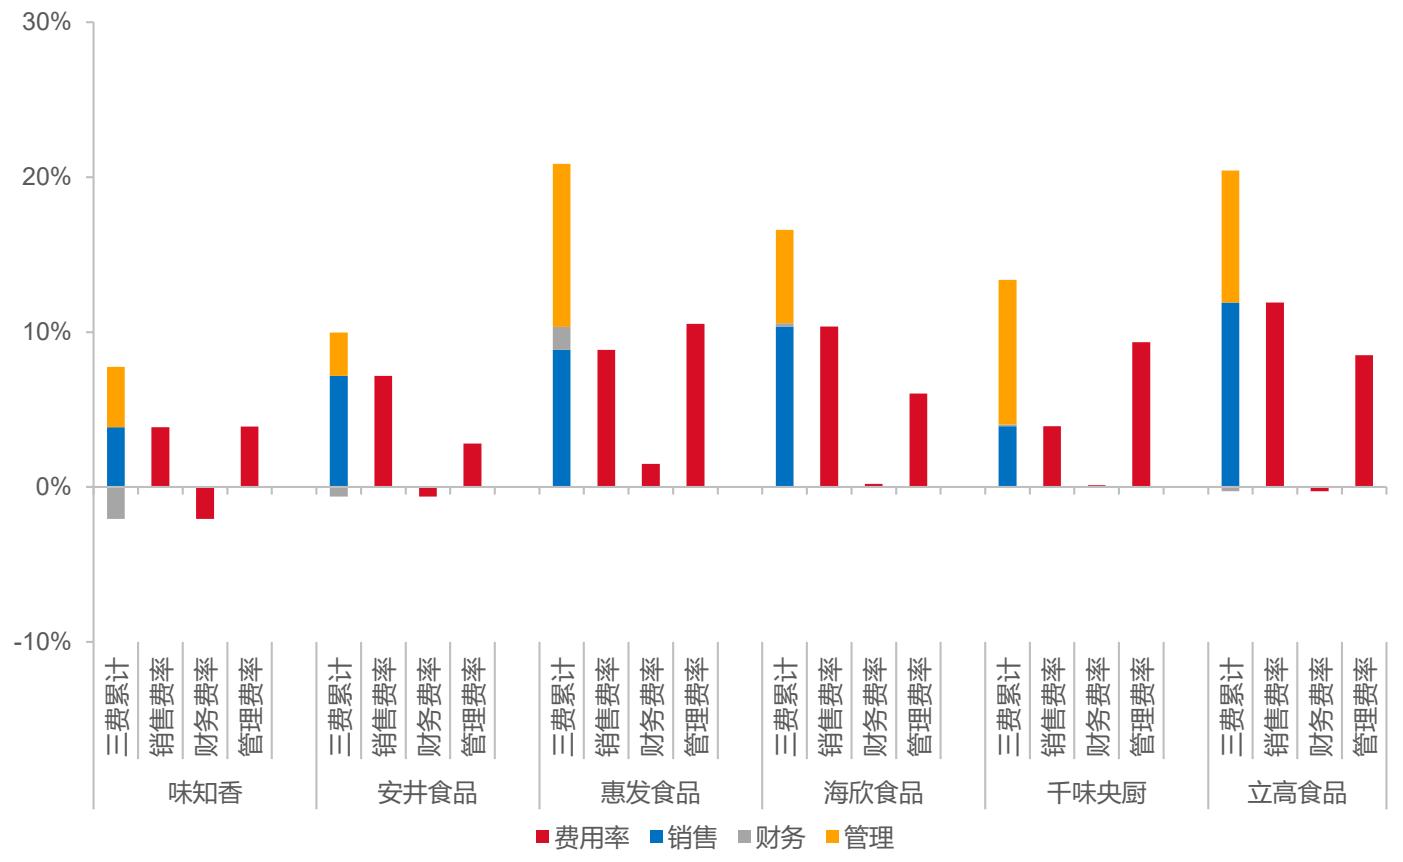 30%
20%
10%
0%
-10%
三费累计 销售费率 财务费率 管理费率 三费累计 销售费率 财务费率 管理费率 三费累计 销售费率 财务费率 管理费率 三费累计 销售费率 财务费率 管理费率 三费累计 销售费率 财务费率 管理费率 三费累计 销售费率 财务费率 管理费率
味知香 安井食品 惠发食品 海欣食品 千味央厨 立高食品
费用率 销售 财务 管理